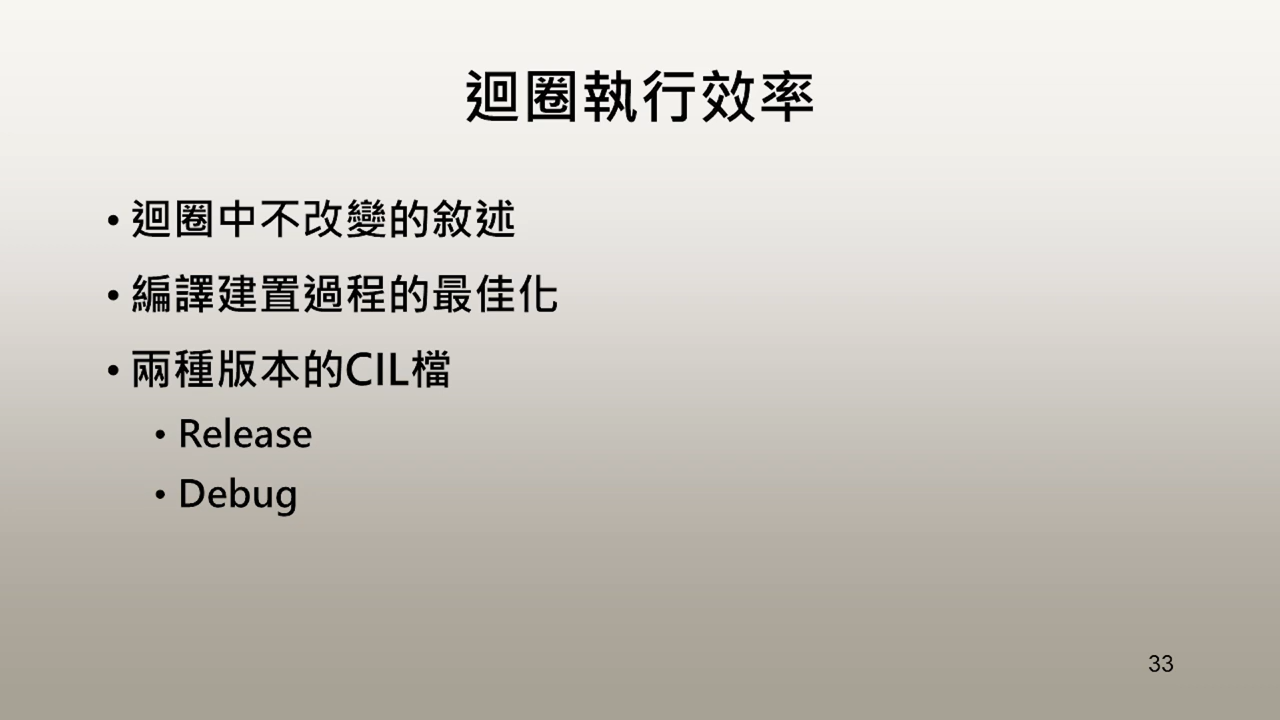 迴圈執行效率
• 迴圈中不改變的敘述
• 編譯建置過程的最佳化
• 兩種版本的CIL檔
• Release
• Debug
33